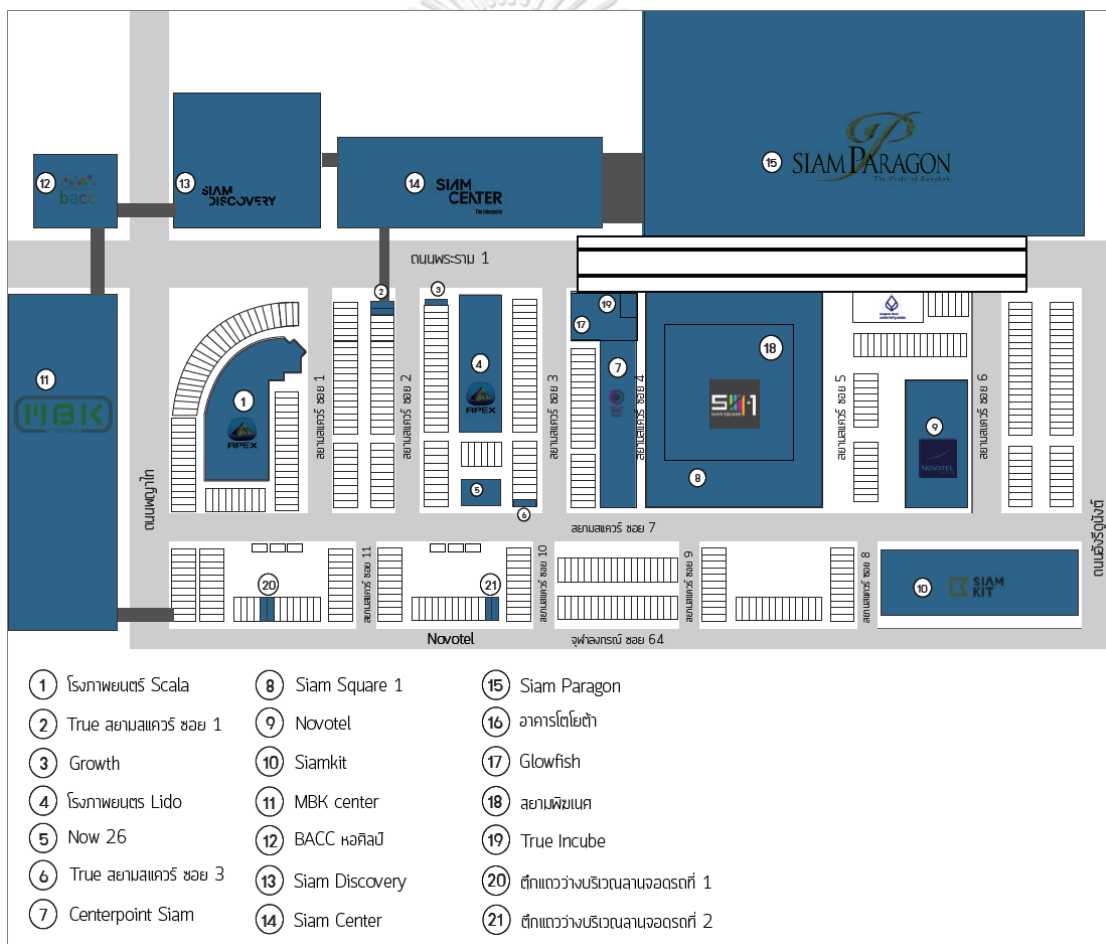 15
SIAM PARAGON
The Pride of Bangkok
12
bacc
13
SIAM
DISCOVERY
14
SIAM
CENTER
ถนนพระราม 1
11
MBK
ถนนพญาไท
1
APEX
สยามสแควร์ ซอย 1
2
สยามสแควร์ ซอย 2
3
4
APEX
5
6
สยามสแควร์ ซอย 3
19
17
7
สยามสแควร์ ซอย 4
18
8
สยามสแควร์ ซอย 5
9
NOVOTEL
สยามสแควร์ ซอย 6
ถนนอังรีดูนังต์
สยามสแควร์ ซอย 7
20
สยามสแควร์ ซอย 11
21
สยามสแควร์ ซอย 10
สยามสแควร์ ซอย 9
สยามสแควร์ ซอย 8
10
SIAM
KIT
Novotel
จุฬาลงกรณ์ ซอย 64
1 โรงภาพยนตร์ Scala
2 True สยามสแควร์ ซอย 1
3 Growth
4 โรงภาพยนตร Lido
5 Now 26
6 True สยามสแควร์ ซอย 3
7 Centerpoint Siam
8 Siam Square 1
9 Novotel
10 Siamkit
11 MBK center
12 BACC หอศิลป์
13 Siam Discovery
14 Siam Center
15 Siam Paragon
16 อาคารโตโยต้า
17 Glowfish
18 สยามพิฆเนศ
19 True Incube
20 ตึกแถวว่างบริเวณลานจอดรถที่ 1
21 ตึกแถวว่างบริเวณลานจอดรถที่ 2